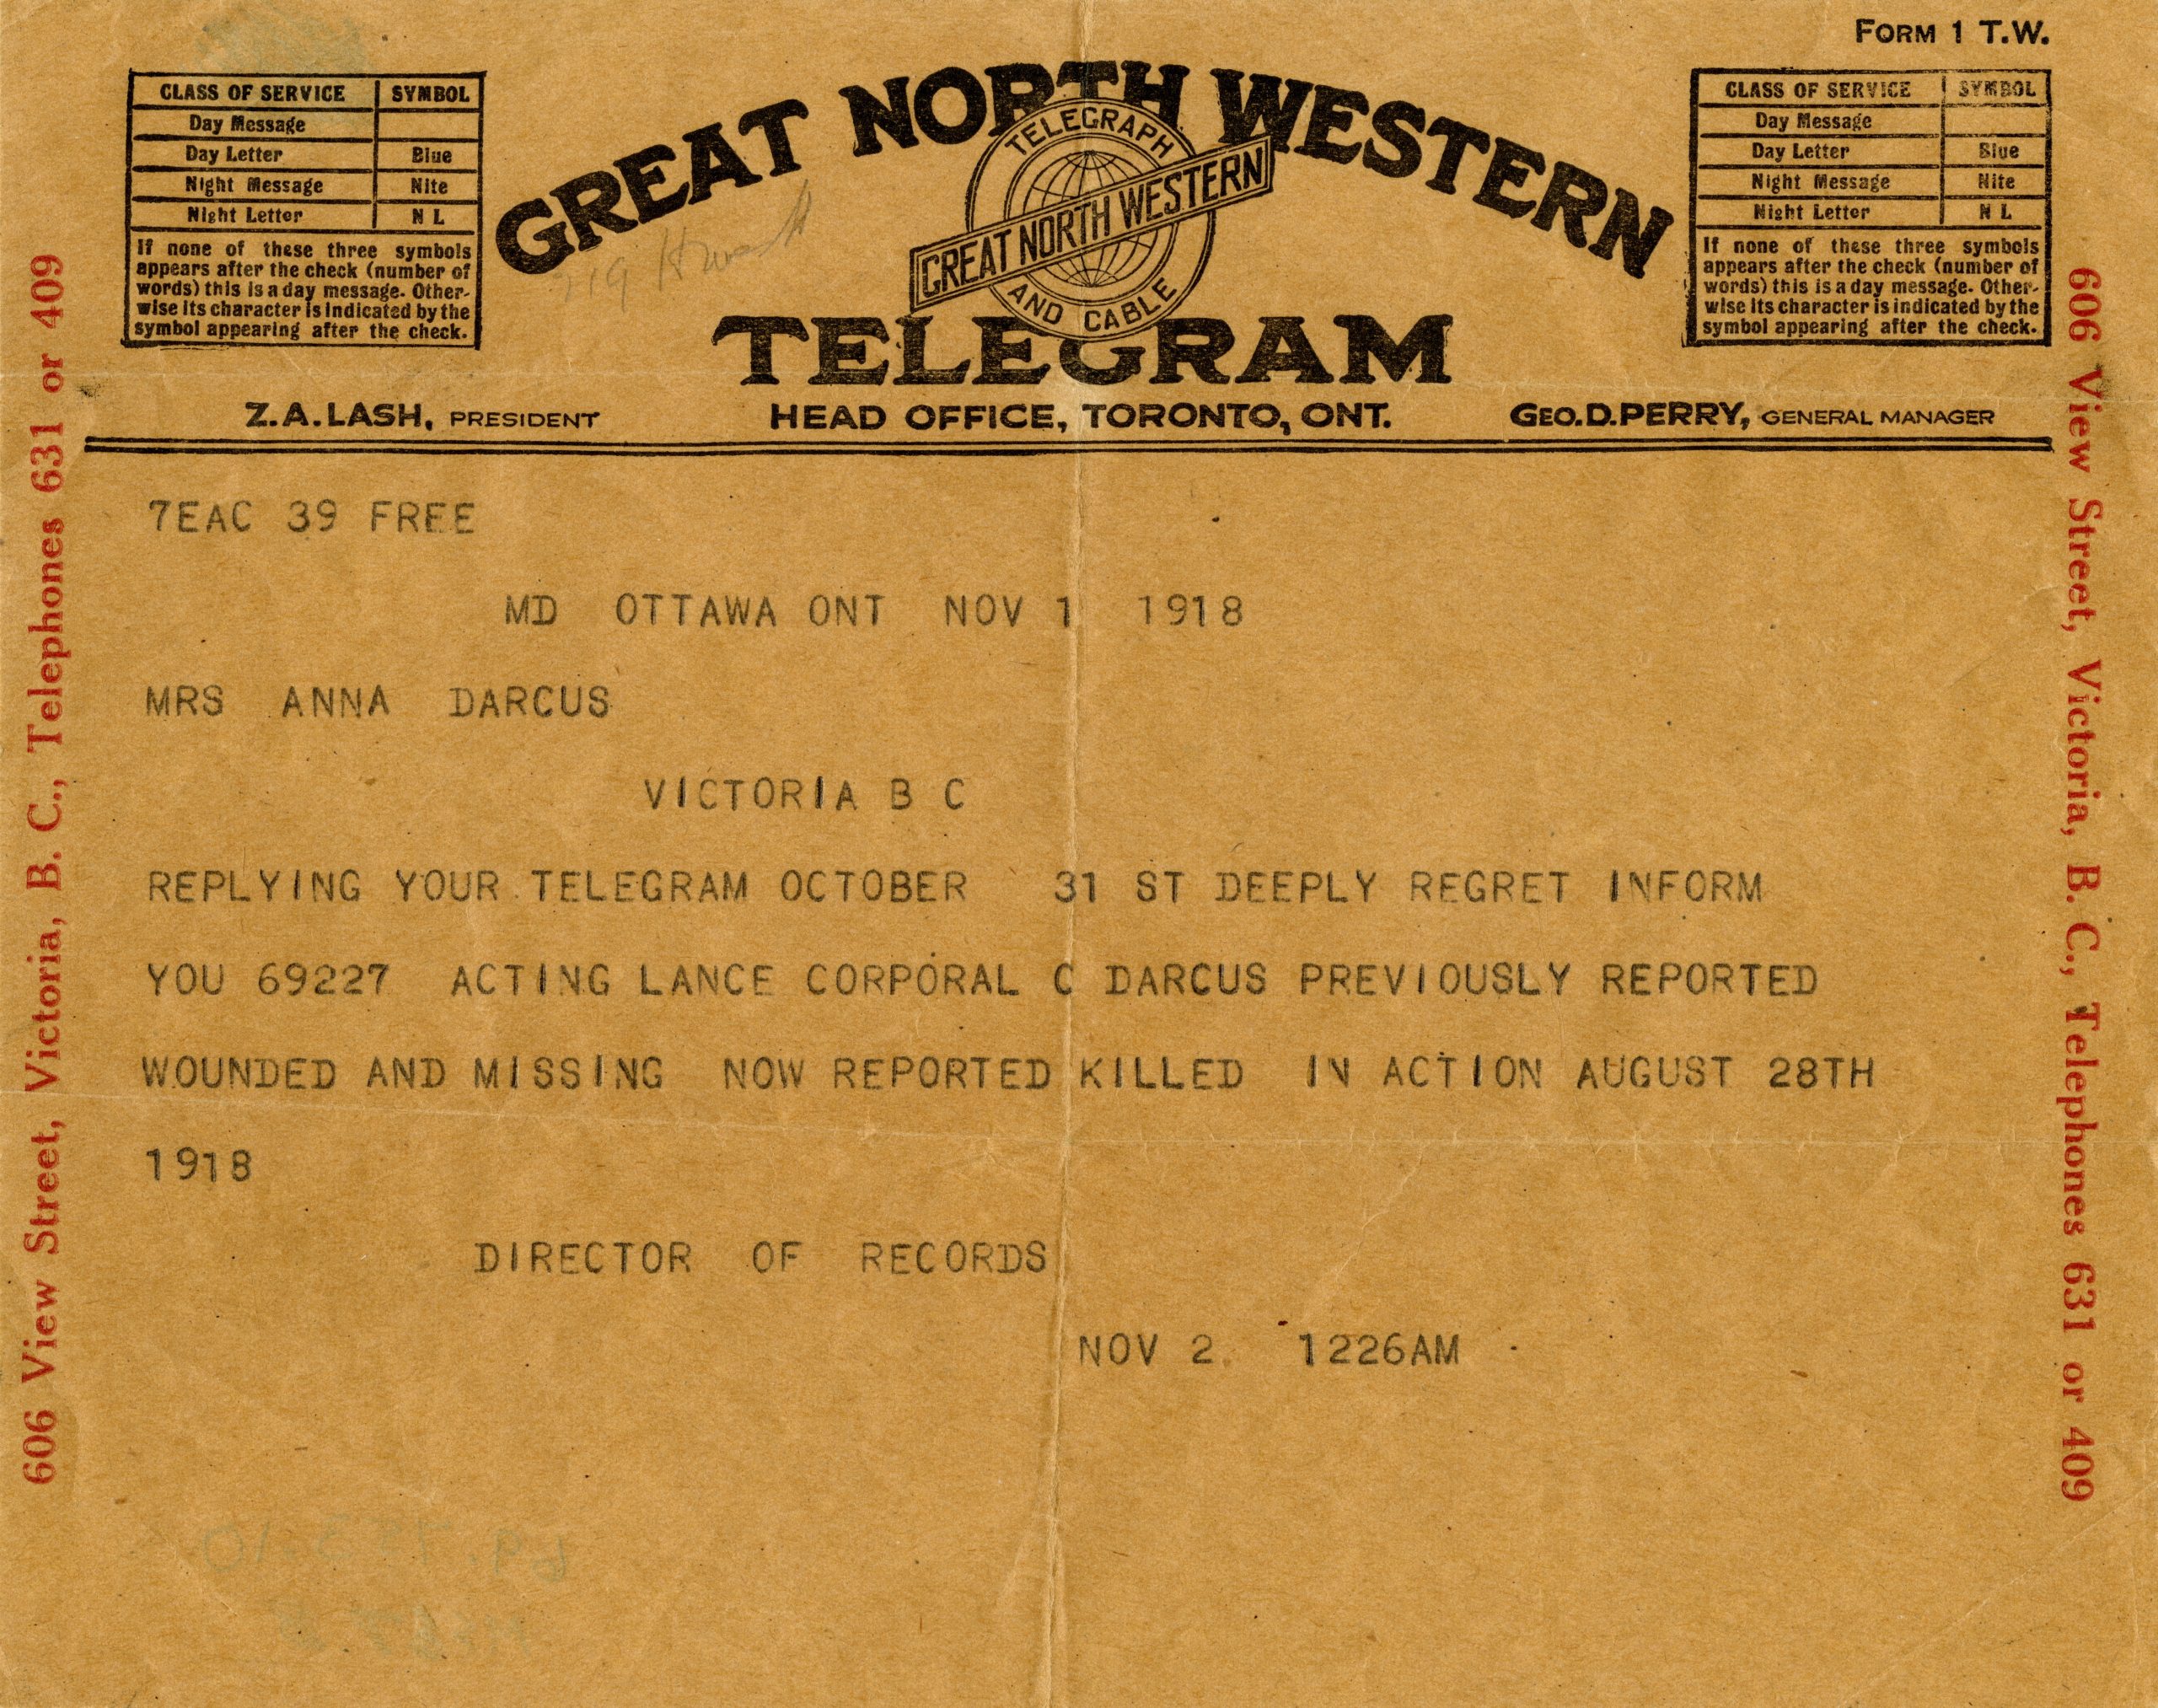 FORM 1 T.W.
CLASS OF SERVICE SYMBOL
Day Message
Day Letter Blue
Night Message Nite
Night Letter N L
If none of these three symbols
appears after the check (number of
words) this is a day message. Other-
wise its character is indicated by the
symbol appearing after the check.
GREAT NORTH WESTERN
TELEGRAPH
GREAT NORTH WESTERN
AND CABLE
TELEGRAM
CLASS OF SERVICE SYMBOL
Day Message
Day Letter Blue
Night Message Nite
Night Letter N L
If none of these three symbols
appears after the check (number of
words) this is a day message. Other-
wise its character is indicated by the
symbol appearing after the check.
Z. A. LASH, PRESIDENT
HEAD OFFICE, TORONTO, ONT.
GEO. D. PERRY, GENERAL MANAGER
606 View Street, Victoria, B. C., Telephones 631 or 409
7EAC 39 FREE
MD OTTAWA ONT NOV 1 1918
MRS ANNA DARCUS
VICTORIA B C
REPLYING YOUR TELEGRAM OCTOBER 31 ST DEEPLY REGRET INFORM
YOU 69227 ACTING LANCE CORPORAL C DARCUS PREVIOUSLY REPORTED
WOUNDED AND MISSING NOW REPORTED KILLED IN ACTION AUGUST 28TH
1918
DIRECTOR OF RECORDS
NOV 2 1226AM
606 View Street, Victoria, B. C., Telephones 631 or 409